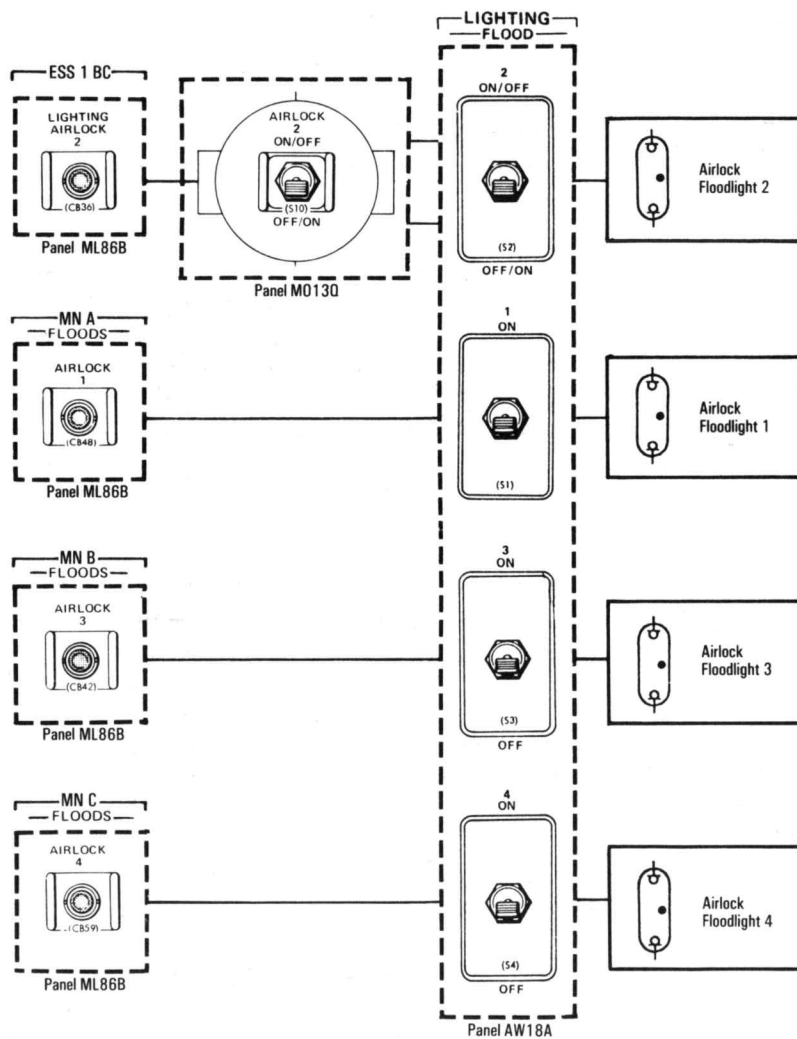 LIGHTING
FLOOD
ESS 1 BC
LIGHTING
AIRLOCK
2
(CB36)
Panel ML86B
AIRLOCK
2
ON/OFF
(S10)
OFF/ON
Panel MO13Q
2
ON/OFF
(S2)
OFF/ON
Airlock
Floodlight 2
MN A
FLOODS
AIRLOCK
1
(CB48)
Panel ML86B
1
ON
(S1)
Airlock
Floodlight 1
MN B
FLOODS
AIRLOCK
3
(CB42)
Panel ML86B
3
ON
(S3)
OFF
Airlock
Floodlight 3
MN C
FLOODS
AIRLOCK
4
(CB59)
Panel ML86B
4
ON
(S4)
OFF
Airlock
Floodlight 4
Panel AW18A